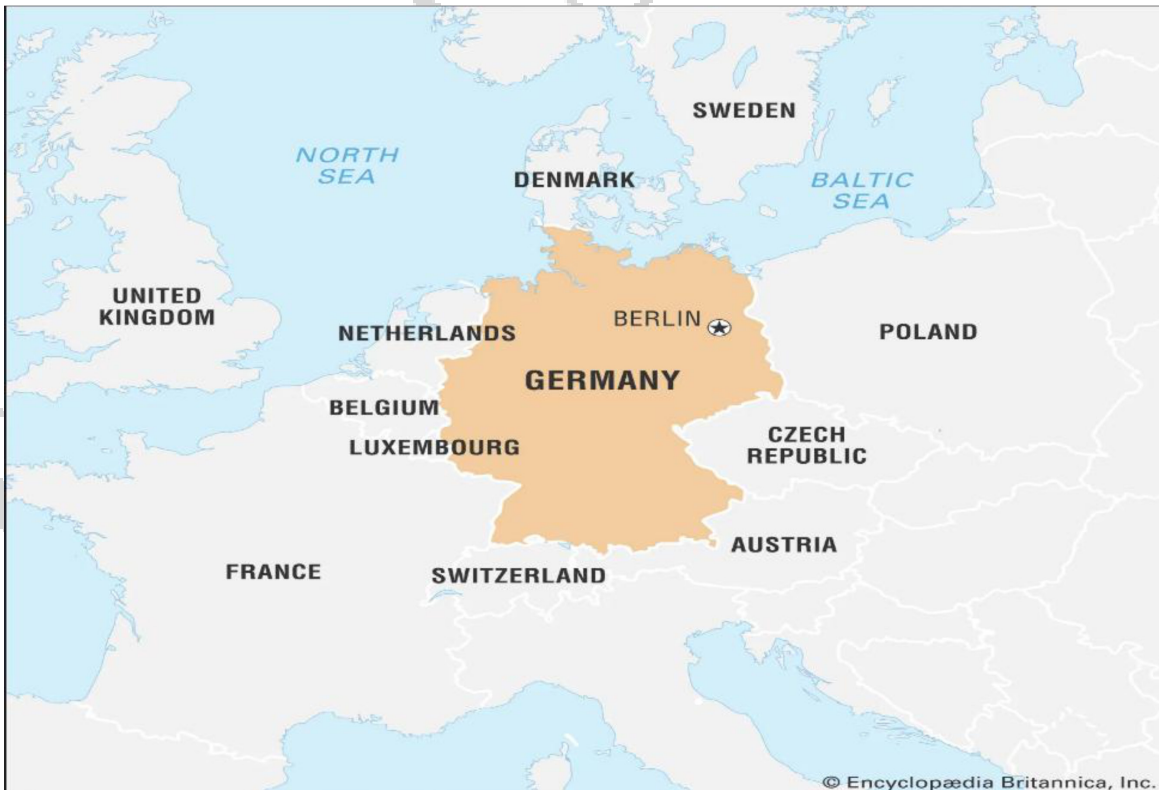 SWEDEN
NORTH
SEA
DENMARK
BALTIC
SEA
UNITED
KINGDOM
NETHERLANDS
BERLIN
POLAND
GERMANY
BELGIUM
LUXEMBOURG
CZECH
REPUBLIC
AUSTRIA
FRANCE
SWITZERLAND
© Encyclopædia Britannica, Inc.